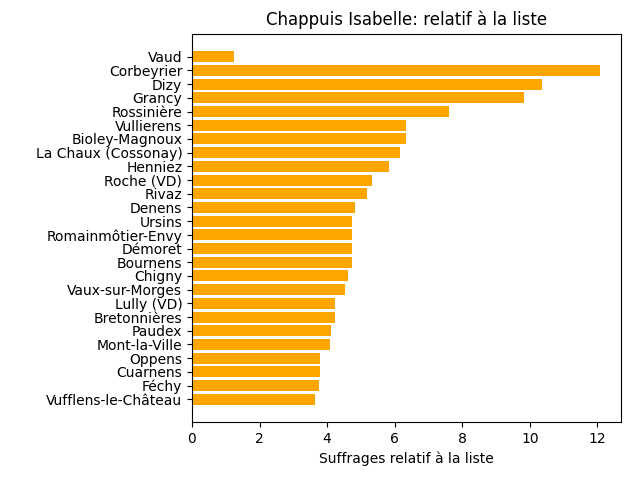 Chappuis Isabelle: relatif à la liste
Vaud
Corbeyrier
Dizy
Grancy
Rossinière
Vullierens
Bioley-Magnoux
La Chaux (Cossonay)
Henniez
Roche (VD)
Rivaz
Denens
Ursins
Romainmôtier-Envy
Démoret
Bournens
Chigny
Vaux-sur-Morges
Lully (VD)
Bretonnières
Paudex
Mont-la-Ville
Oppens
Cuarnens
Féchy
Vufflens-le-Château
0 2 4 6 8 10 12
Suffrages relatif à la liste